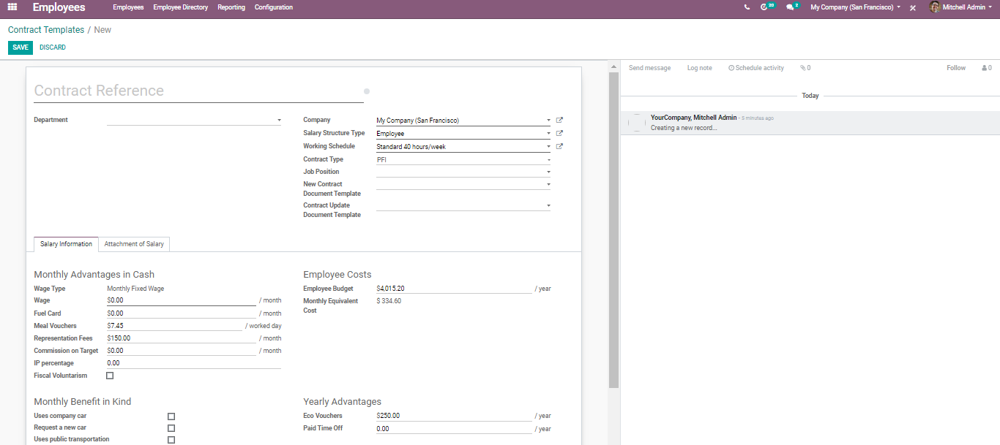 Employees Employees Employee Directory Reporting Configuration 20 2 My Company (San Francisco) Mitchell Admin
Contract Templates / New
SAVE DISCARD
Send message Log note Schedule activity 0 Follow 0
Contract Reference
Today
YourCompany, Mitchell Admin - 5 minutes ago
Creating a new record...
Department
Company My Company (San Francisco)
Salary Structure Type Employee
Working Schedule Standard 40 hours/week
Contract Type PFI
Job Position
New Contract
Document Template
Contract Update
Document Template
Salary Information Attachment of Salary
Monthly Advantages in Cash
Wage Type Monthly Fixed Wage
Wage $0.00 / month
Fuel Card $0.00 / month
Meal Vouchers $7.45 / worked day
Representation Fees $150.00 / month
Commission on Target $0.00 / month
IP percentage 0.00
Fiscal Voluntarism
Employee Costs
Employee Budget $4,015.20 / year
Monthly Equivalent $ 334.60
Cost
Monthly Benefit in Kind
Uses company car
Request a new car
Uses public transportation
Yearly Advantages
Eco Vouchers $250.00 / year
Paid Time Off 0.00 / year